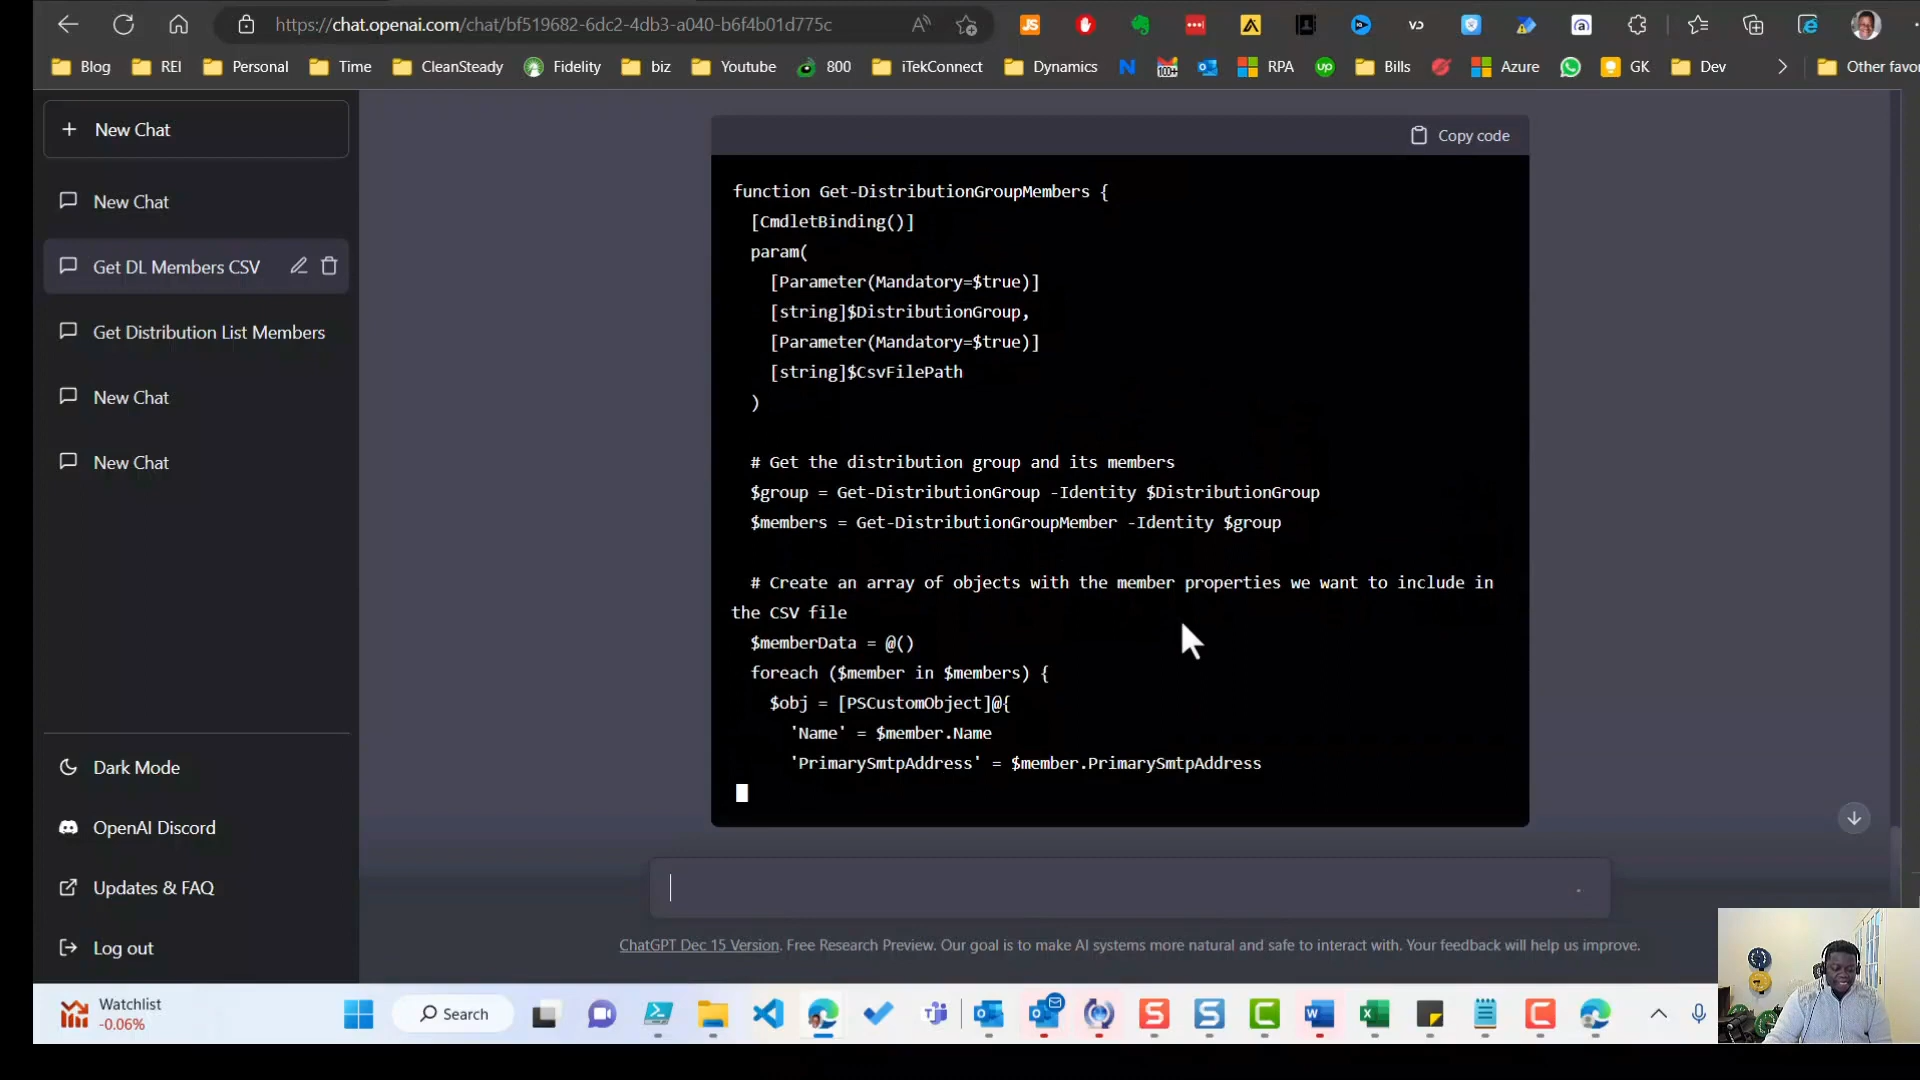 https://chat.openai.com/chat/bf519682-6dc2-4db3-a040-b6f4b01d775c
Blog
REI
Personal
Time
CleanSteady
Fidelity
biz
Youtube
800
iTekConnect
Dynamics
RPA
Bills
Azure
GK
Dev
Other favo
New Chat
New Chat
Get DL Members CSV
Get Distribution List Members
New Chat
New Chat
Dark Mode
OpenAI Discord
Updates & FAQ
Log out
Copy code
function Get-DistributionGroupMembers {
[CmdletBinding()]
param(
[Parameter(Mandatory=$true)]
[string]$DistributionGroup,
[Parameter(Mandatory=$true)]
[string]$CsvFilePath
)
# Get the distribution group and its members
$group = Get-DistributionGroup -Identity $DistributionGroup
$members = Get-DistributionGroupMember -Identity $group
# Create an array of objects with the member properties we want to include in
the CSV file
$memberData = @()
foreach ($member in $members) {
$obj = [PSCustomObject]@{
'Name' = $member.Name
'PrimarySmtpAddress' = $member.PrimarySmtpAddress
ChatGPT Dec 15 Version. Free Research Preview. Our goal is to make AI systems more natural and safe to interact with. Your feedback will help us improve.
Watchlist
-0.06%
Search